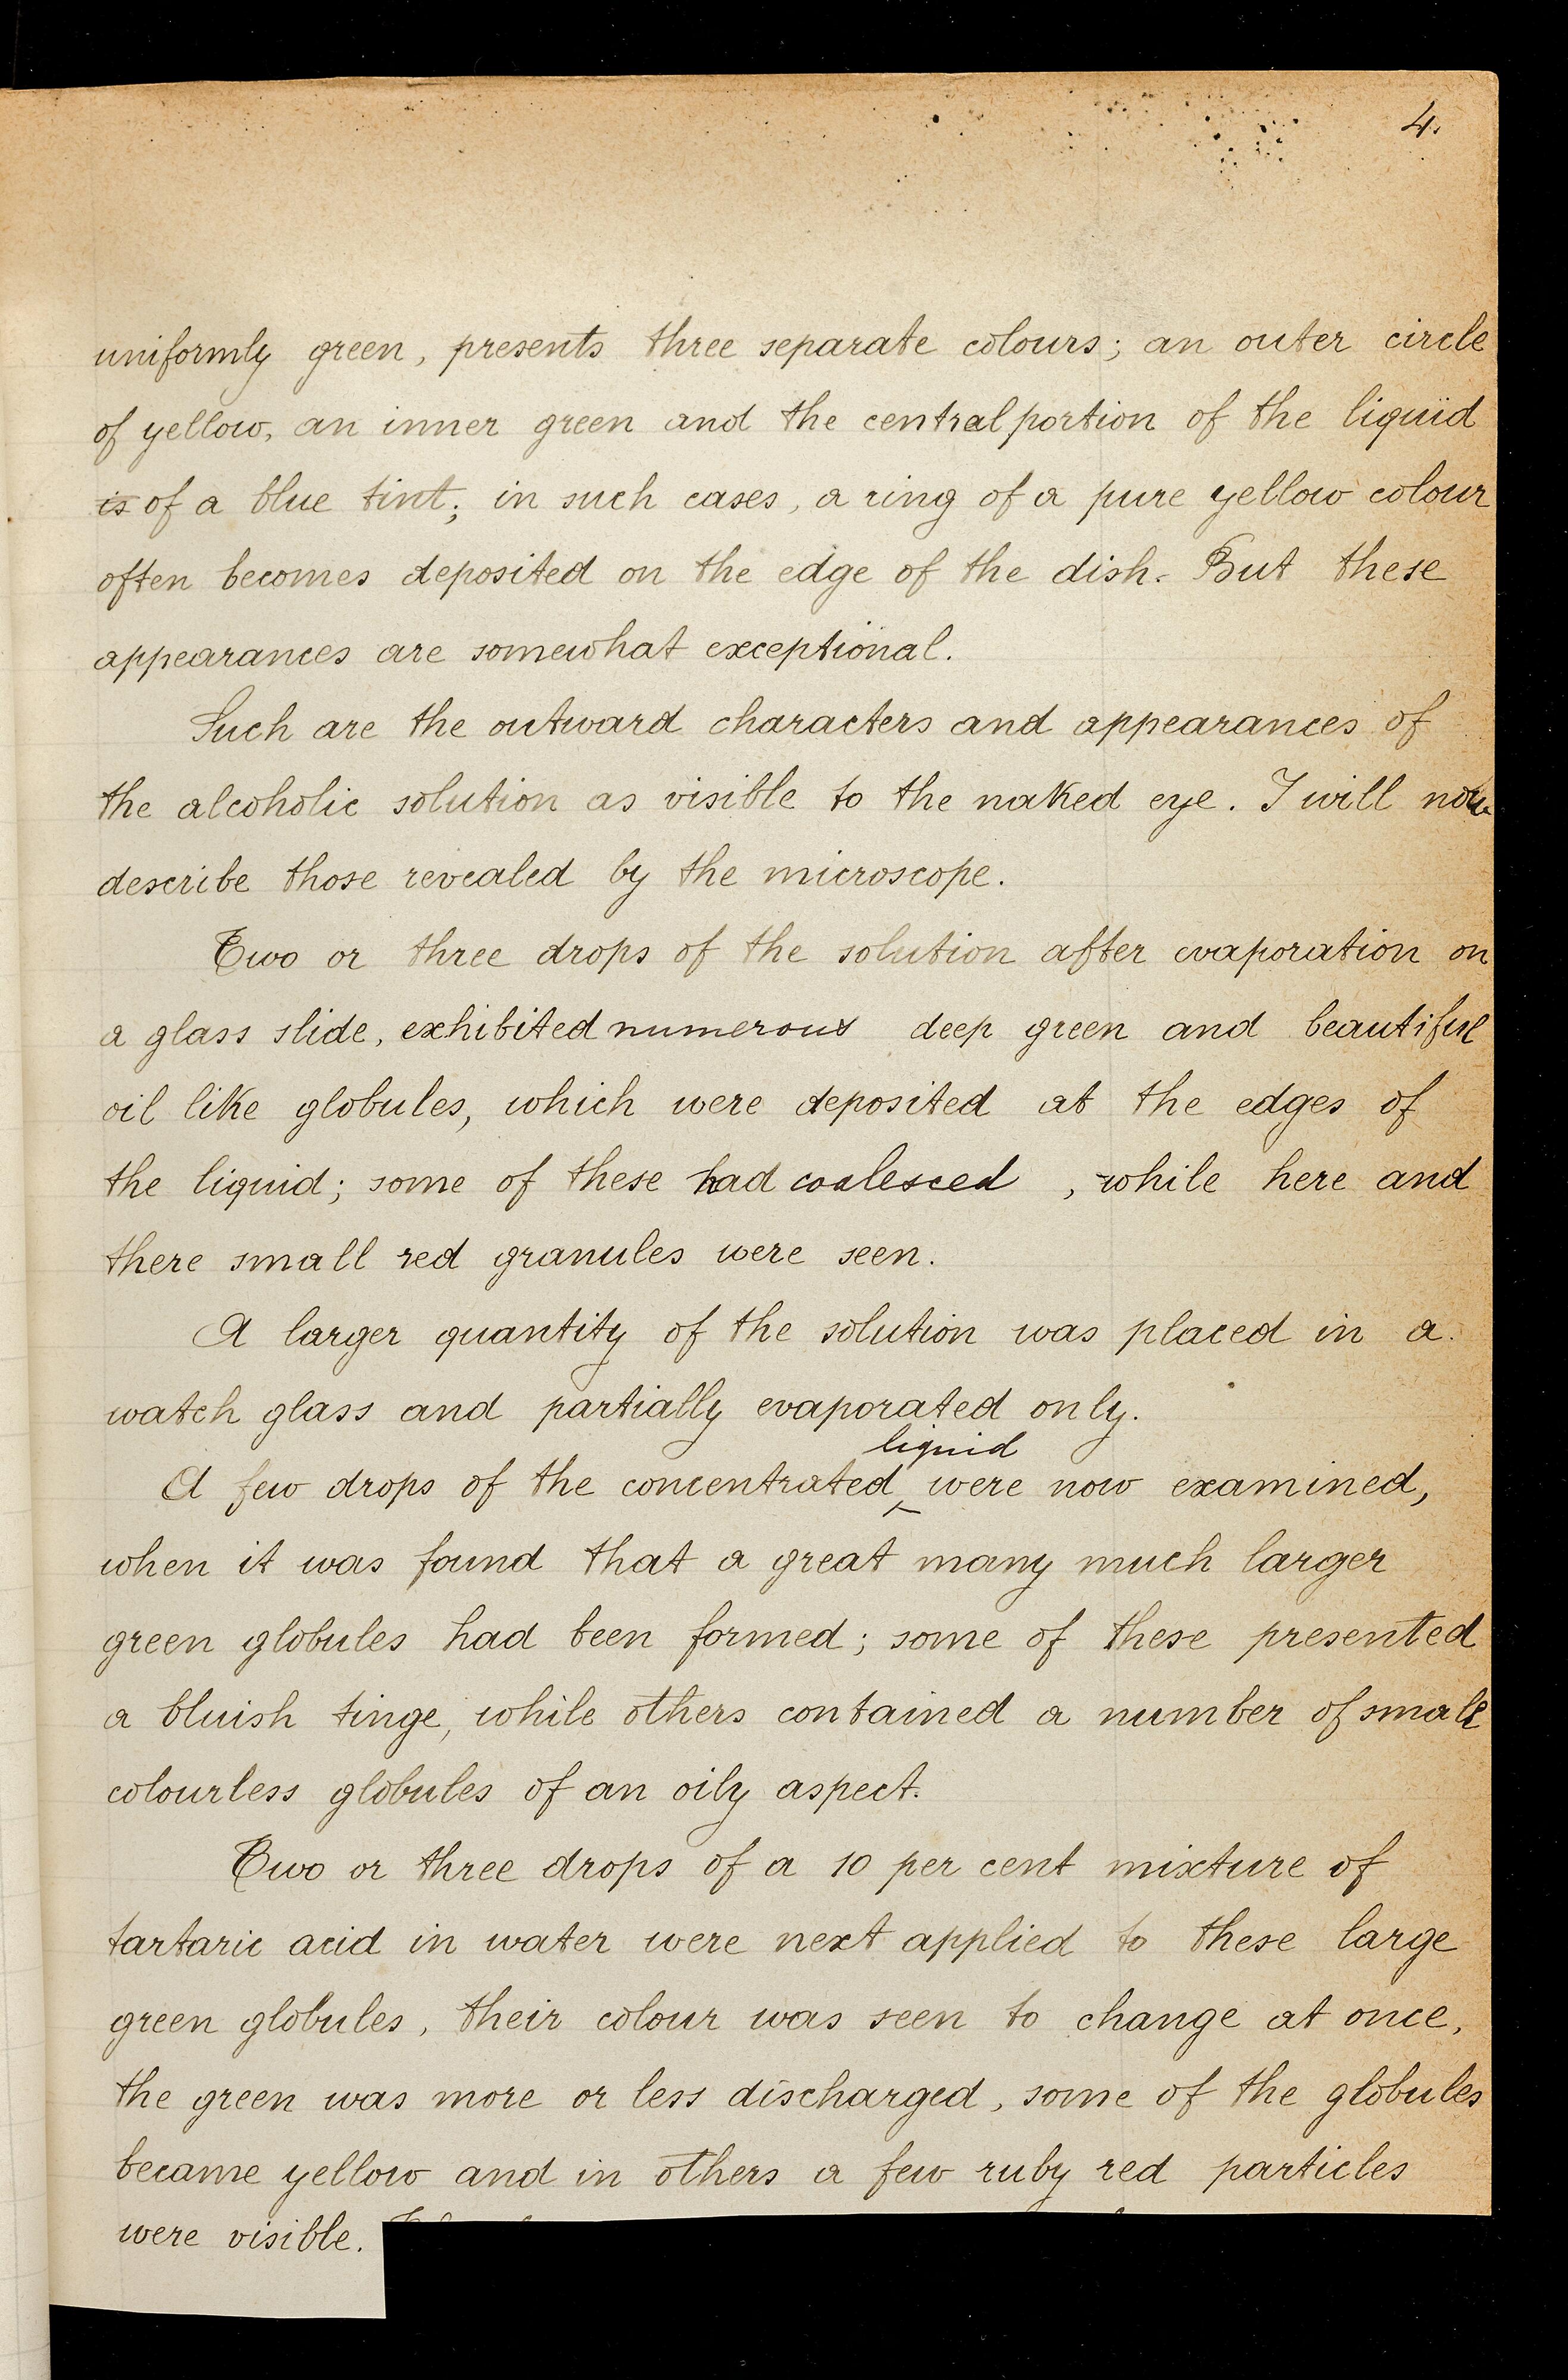 4.
uniformly green, presents three separate colours; an outer circle
of yellow, an inner green and the central portion of the liquid
is of a blue tint; in such cases, a ring of a pure yellow colour
often becomes deposited on the edge of the dish. But these
appearances are somewhat exceptional.
Such are the outward characters and appearances of
the alcoholic solution as visible to the naked eye. I will now
describe those revealed by the microscope.
Two or three drops of the solution after evaporation on
a glass slide, exhibited numerous deep green and beautiful
oil like globules, which were deposited at the edges of
the liquid; some of these had coalesced, while here and
there small red granules were seen.
A larger quantity of the solution was placed in a
watch glass and partially evaporated only.
liquid
A few drops of the concentrated were now examined,
when it was found that a great many much larger
green globules had been formed; some of these presented
a bluish tinge, while others contained a number of small
colourless globules of an oily aspect.
Two or three drops of a 10 per cent mixture of
tartaric acid in water were next applied to these large
green globules, their colour was seen to change at once,
the green was more or less discharged, some of the globules
became yellow and in others a few ruby red particles
were visible.